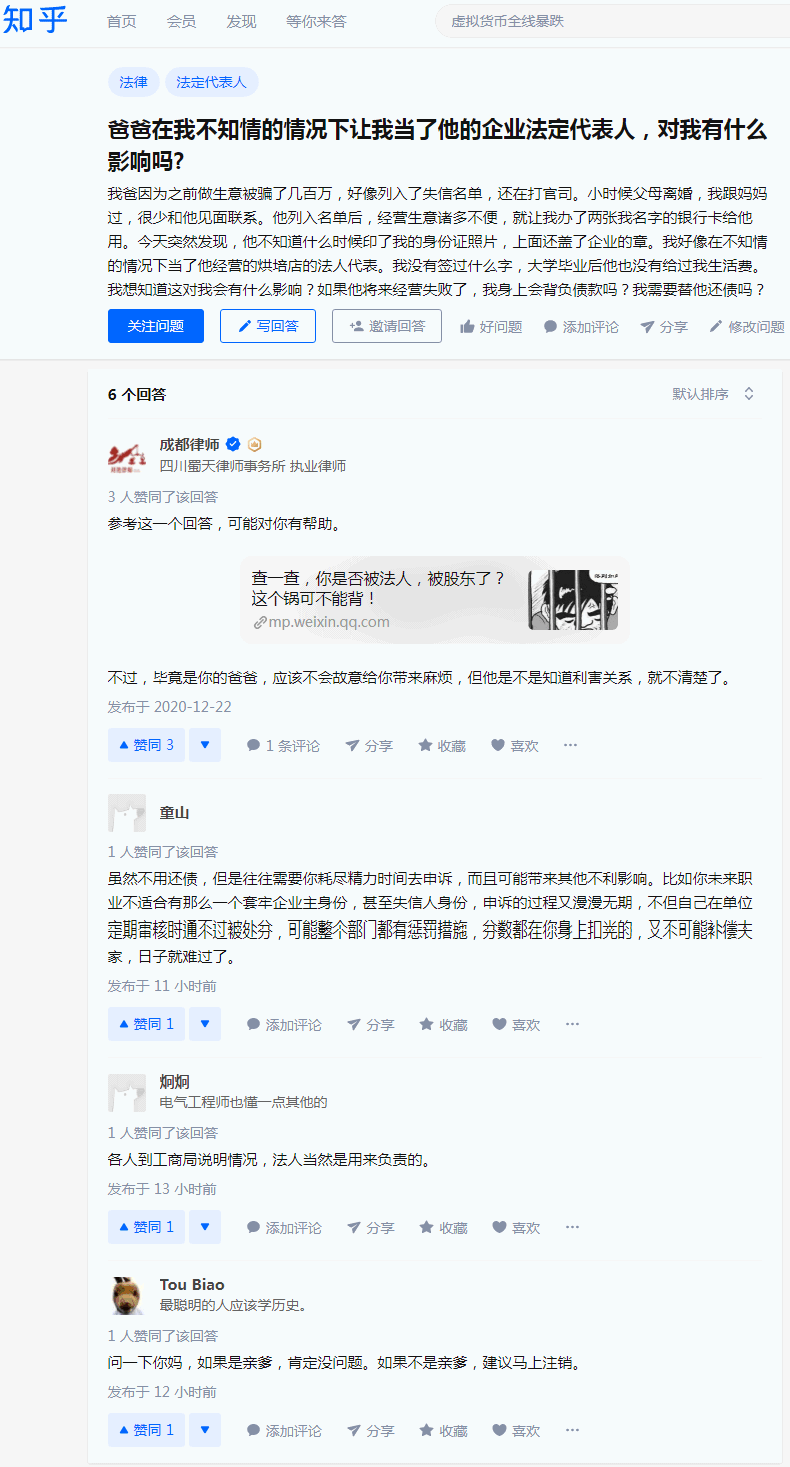 知乎 首页 会员 发现 等你来答 虚拟货币全线暴跌
法律 法定代表人
爸爸在我不知情的情况下让我当了他的企业法定代表人，对我有什么
影响吗?
我爸因为之前做生意被骗了几百万，好像列入了失信名单，还在打官司。小时候父母离婚，我跟妈妈
过，很少和他见面联系。他列入名单后，经营生意诸多不便，就让我办了两张我名字的银行卡给他
用。今天突然发现，他不知道什么时候印了我的身份证照片，上面还盖了企业的章。我好像在不知情
的情况下当了他经营的烘培店的法人代表。我没有签过什么字，大学毕业后他也没有给过我生活费。
我想知道这对我会有什么影响？如果他将来经营失败了，我身上会背负债款吗？我需要替他还债吗？
关注问题 写回答 邀请回答 好问题 添加评论 分享 修改问题
6 个回答 默认排序
成都律师
四川蜀天律师事务所 执业律师
3 人赞同了该回答
参考这一个回答，可能对你有帮助。
查一查，你是否被法人，被股东了？
这个锅可不能背！
mp.weixin.qq.com
不过，毕竟是你的爸爸，应该不会故意给你带来麻烦，但他是不是知道利害关系，就不清楚了。
发布于 2020-12-22
赞同 3 1 条评论 分享 收藏 喜欢 ···
童山
1 人赞同了该回答
虽然不用还债，但是往往需要你耗尽精力时间去申诉，而且可能带来其他不利影响。比如你未来职
业不适合有那么一个套牢企业主身份，甚至失信人身份，申诉的过程又漫漫无期，不但自己在单位
定期审核时通不过被处分，可能整个部门都有惩罚措施，分数都在你身上扣光的，又不可能补偿大
家，日子就难过了。
发布于 11 小时前
赞同 1 添加评论 分享 收藏 喜欢 ···
炯炯
电气工程师也懂一点其他的
1 人赞同了该回答
各人到工商局说明情况，法人当然是用来负责的。
发布于 13 小时前
赞同 1 添加评论 分享 收藏 喜欢 ···
Tou Biao
最聪明的人应该学历史。
1 人赞同了该回答
问一下你妈，如果是亲爹，肯定没问题。如果不是亲爹，建议马上注销。
发布于 12 小时前
赞同 1 添加评论 分享 收藏 喜欢 ···